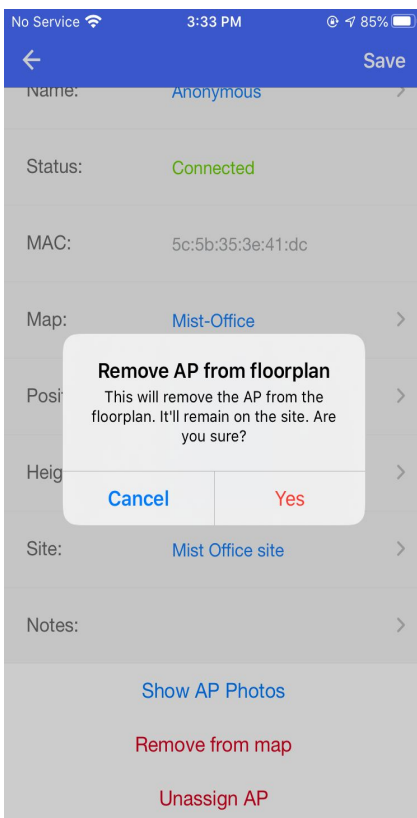 No Service 3:33 PM 85%
Save
Name: Anonymous
Status: Connected
MAC: 5c:5b:35:3e:41:dc
Map: Mist-Office
Remove AP from floorplan
Posit
This will remove the AP from the
floorplan. It'll remain on the site. Are
you sure?
Heig
Cancel Yes
Site: Mist Office site
Notes:
Show AP Photos
Remove from map
Unassign AP